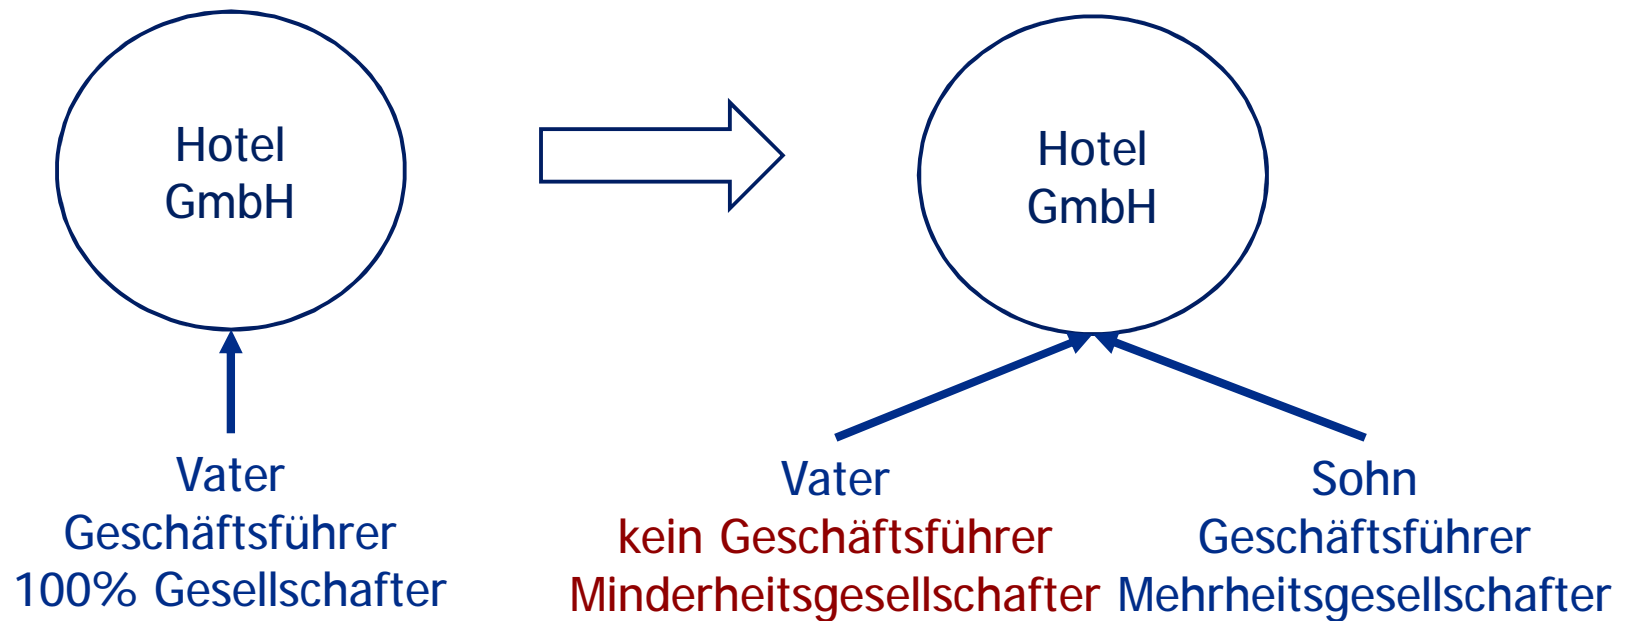 Hotel
GmbH
Hotel
GmbH
Vater
Geschäftsführer
100% Gesellschafter
Vater
kein Geschäftsführer
Minderheitsgesellschafter
Sohn
Geschäftsführer
Mehrheitsgesellschafter